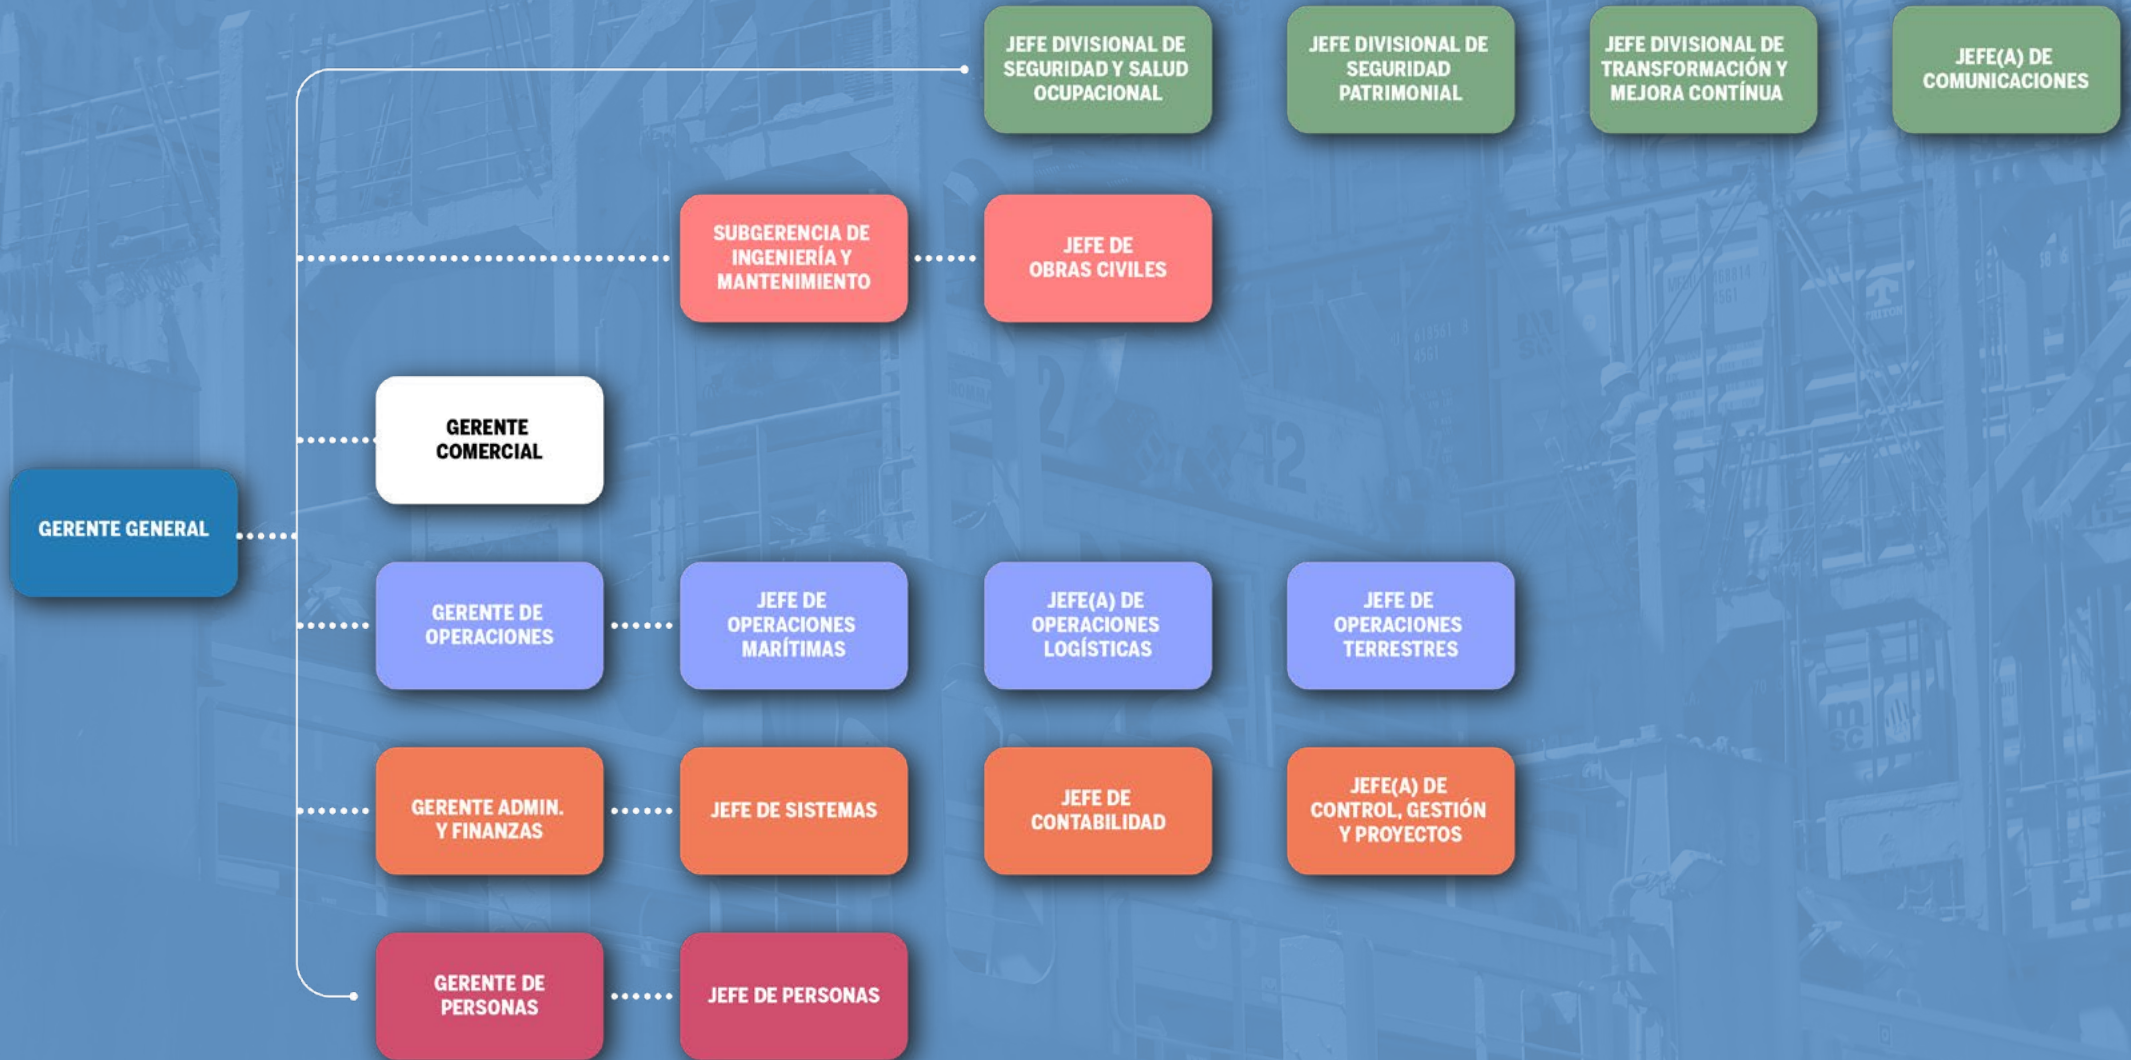 JEFE DIVISIONAL DE
SEGURIDAD Y SALUD
OCUPACIONAL
JEFE DIVISIONAL DE
SEGURIDAD
PATRIMONIAL
JEFE DIVISIONAL DE
TRANSFORMACIÓN Y
MEJORA CONTÍNUA
JEFE(A) DE
COMUNICACIONES
SUBGERENCIA DE
INGENIERÍA Y
MANTENIMIENTO
JEFE DE
OBRAS CIVILES
GERENTE
COMERCIAL
GERENTE GENERAL
GERENTE DE
OPERACIONES
JEFE DE
OPERACIONES
MARÍTIMAS
JEFE(A) DE
OPERACIONES
LOGÍSTICAS
JEFE DE
OPERACIONES
TERRESTRES
GERENTE ADMIN.
Y FINANZAS
JEFE DE SISTEMAS
JEFE DE
CONTABILIDAD
JEFE(A) DE
CONTROL, GESTIÓN
Y PROYECTOS
GERENTE DE
PERSONAS
JEFE DE PERSONAS
2
12
TRITON